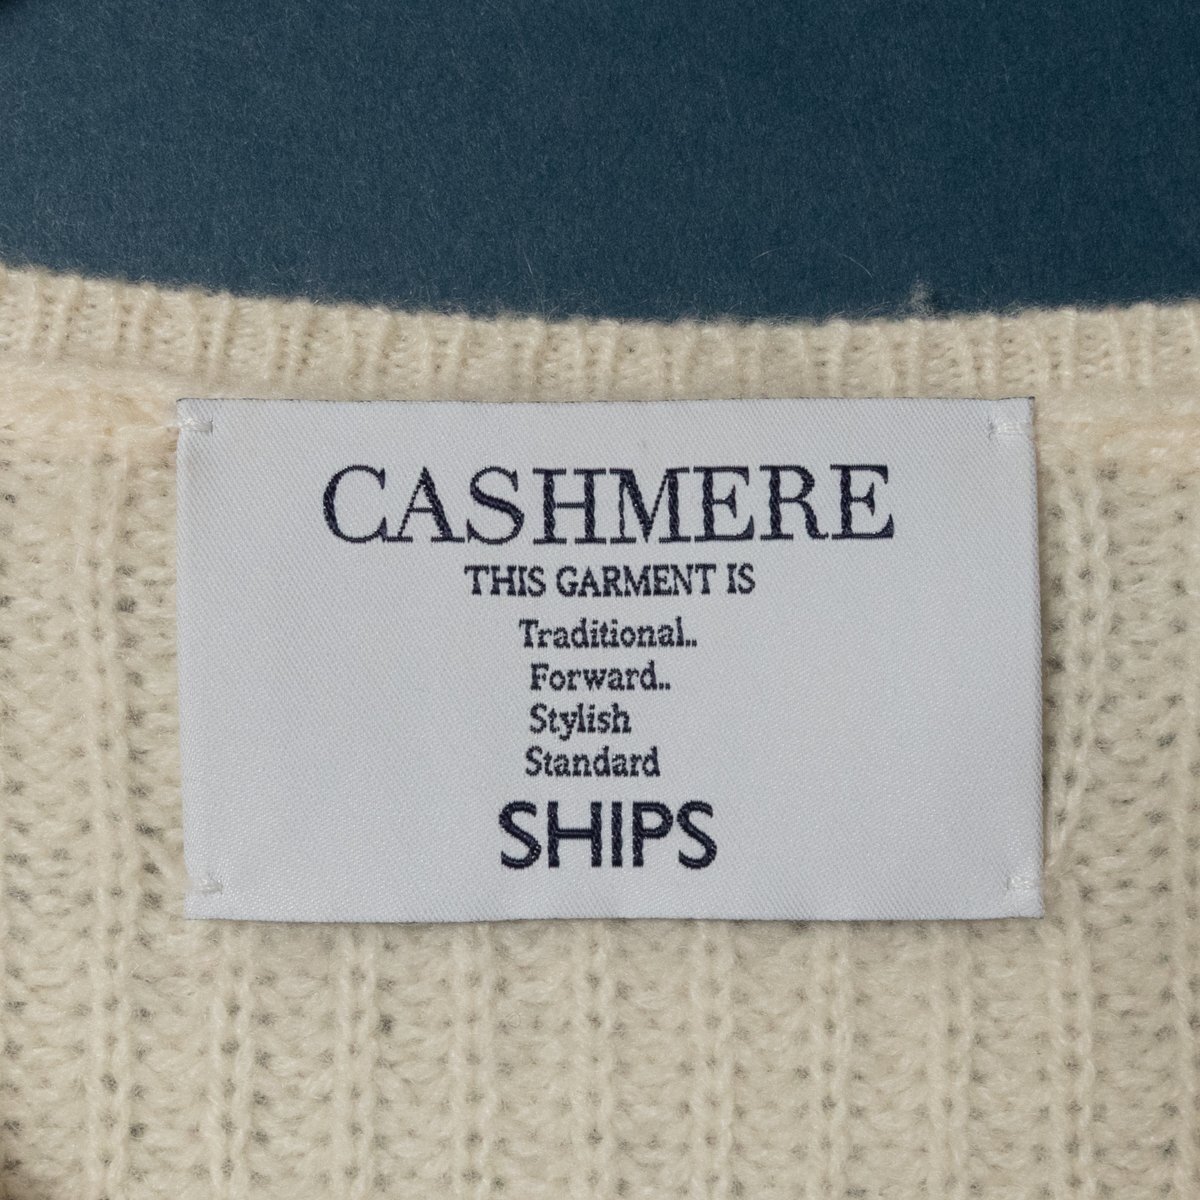 CASHMERE
THIS GARMENT IS
Traditional..
Forward..
Stylish
Standard
SHIPS